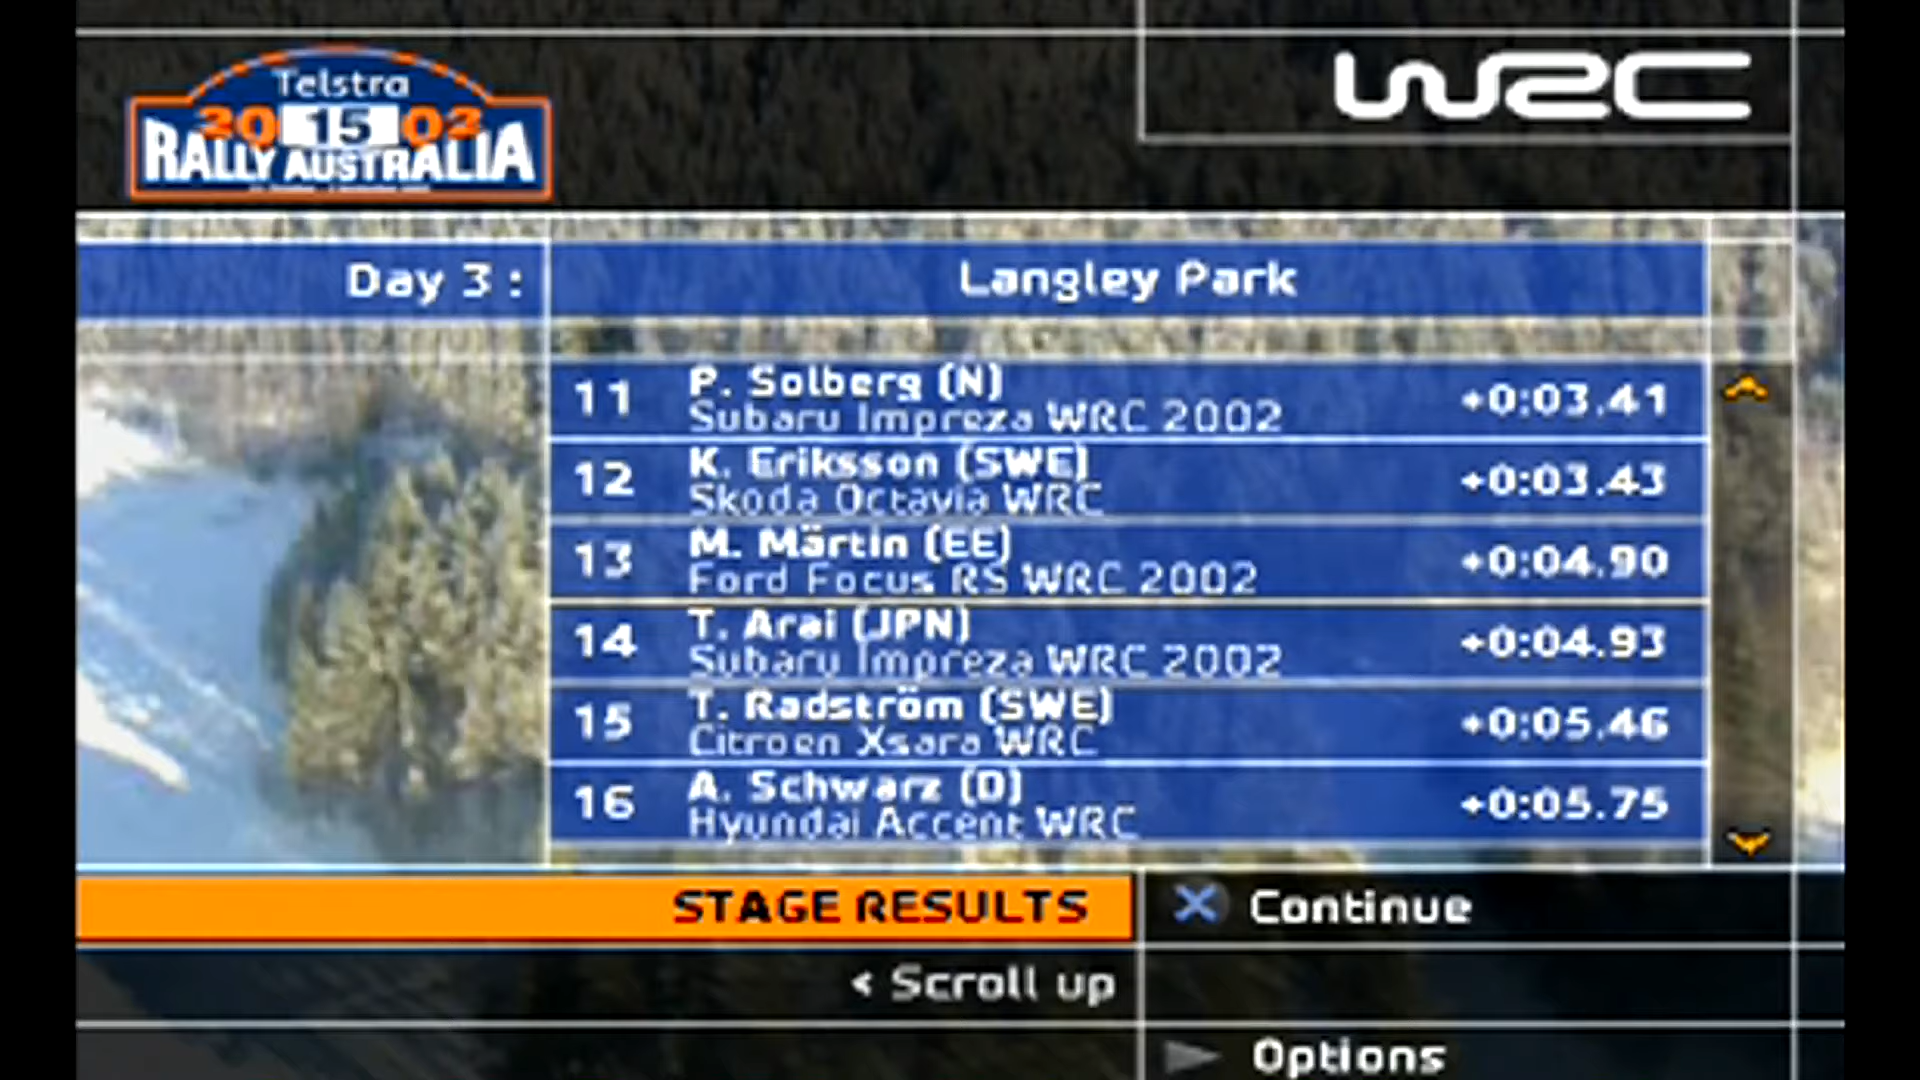 Telstra
20 15 02
RALLY AUSTRALIA
WRC
Day 3 :
Langley Park
11
P. Solberg (N)
Subaru Impreza WRC 2002
+0:03.41
12
K. Eriksson (SWE)
Skoda Octavia WRC
+0:03.43
13
M. Märtin (EE)
Ford Focus RS WRC 2002
+0:04.90
14
T. Arai (JPN)
Subaru Impreza WRC 2002
+0:04.93
15
T. Radström (SWE)
Citroen Xsara WRC
+0:05.46
16
A. Schwarz (D)
Hyundai Accent WRC
+0:05.75
STAGE RESULTS
X Continue
< Scroll up
Options